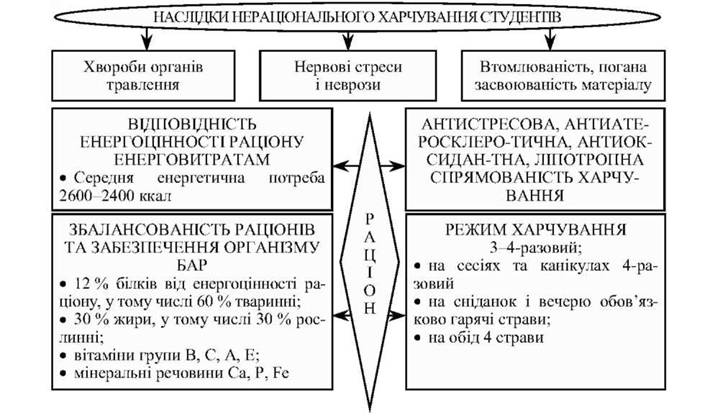 НАСЛІДКИ НЕРАЦІОНАЛЬНОГО ХАРЧУВАННЯ СТУДЕНТІВ
Хвороби органів
травлення
Нервові стреси
і неврози
Втомлюваність, погана
засвоюваність матеріалу
ВІДПОВІДНІСТЬ
ЕНЕРГОЦІННОСТІ РАЦІОНУ
ЕНЕРГОВИТРАТАМ
• Середня енергетична потреба
2600–2400 ккал
АНТИСТРЕСОВА, АНТИАТЕ-
РОСКЛЕРО-ТИЧНА, АНТИОК-
СИДАН-ТНА, ЛІПОТРОПНА
СПРЯМОВАНІСТЬ ХАРЧУ-
ВАННЯ
РАЦІОН
ЗБАЛАНСОВАНІСТЬ РАЦІОНІВ
ТА ЗАБЕЗПЕЧЕННЯ ОРГАНІЗМУ
БАР
• 12 % білків від енергоцінності ра-
ціону, у тому числі 60 % тваринні;
• 30 % жири, у тому числі 30 % рос-
линні;
• вітаміни групи В, С, А, Е;
• мінеральні речовини Са, Р, Fe
РЕЖИМ ХАРЧУВАННЯ
3–4-разовий;
• на сесіях та канікулах 4-ра-
зовий
• на сніданок і вечерю обов’яз-
ково гарячі страви;
• на обід 4 страви